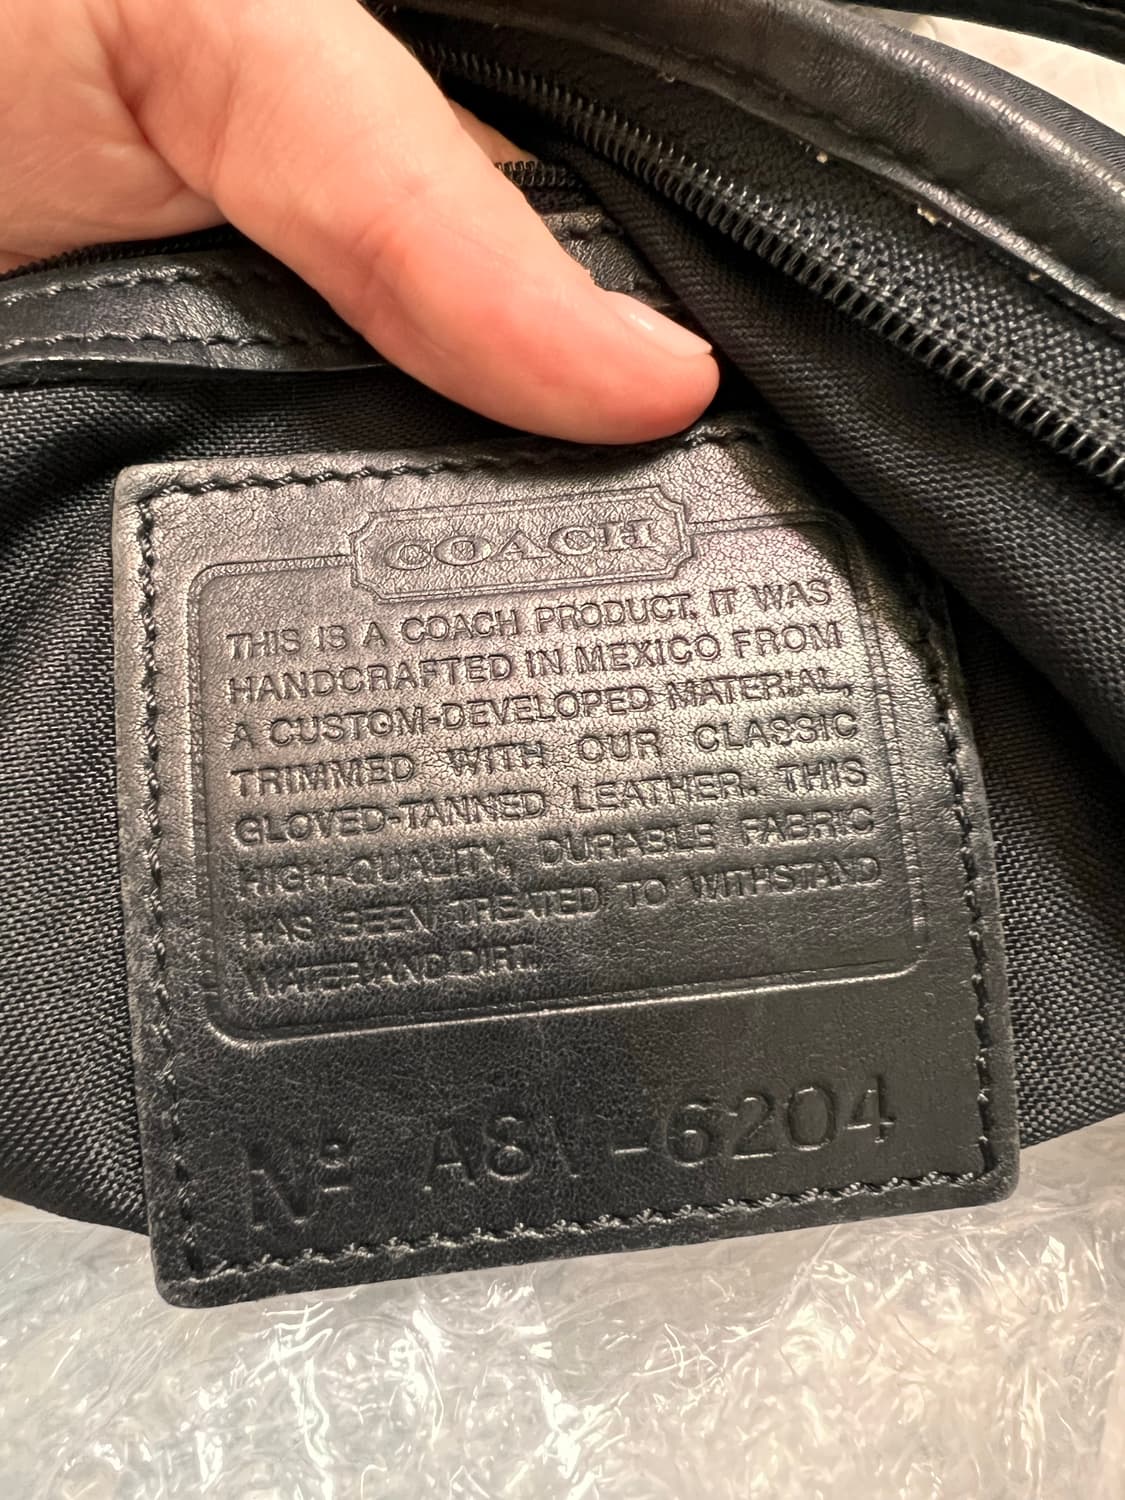 COACH
THIS IS A COACH PRODUCT. IT WAS
HANDCRAFTED IN MEXICO FROM
A CUSTOM-DEVELOPED MATERIAL,
TRIMMED WITH OUR CLASSIC
GLOVED-TANNED LEATHER. THIS
HIGH-QUALITY, DURABLE FABRIC
HAS BEEN TREATED TO WITHSTAND
WATER AND DIRT.
Nº A8V-6204